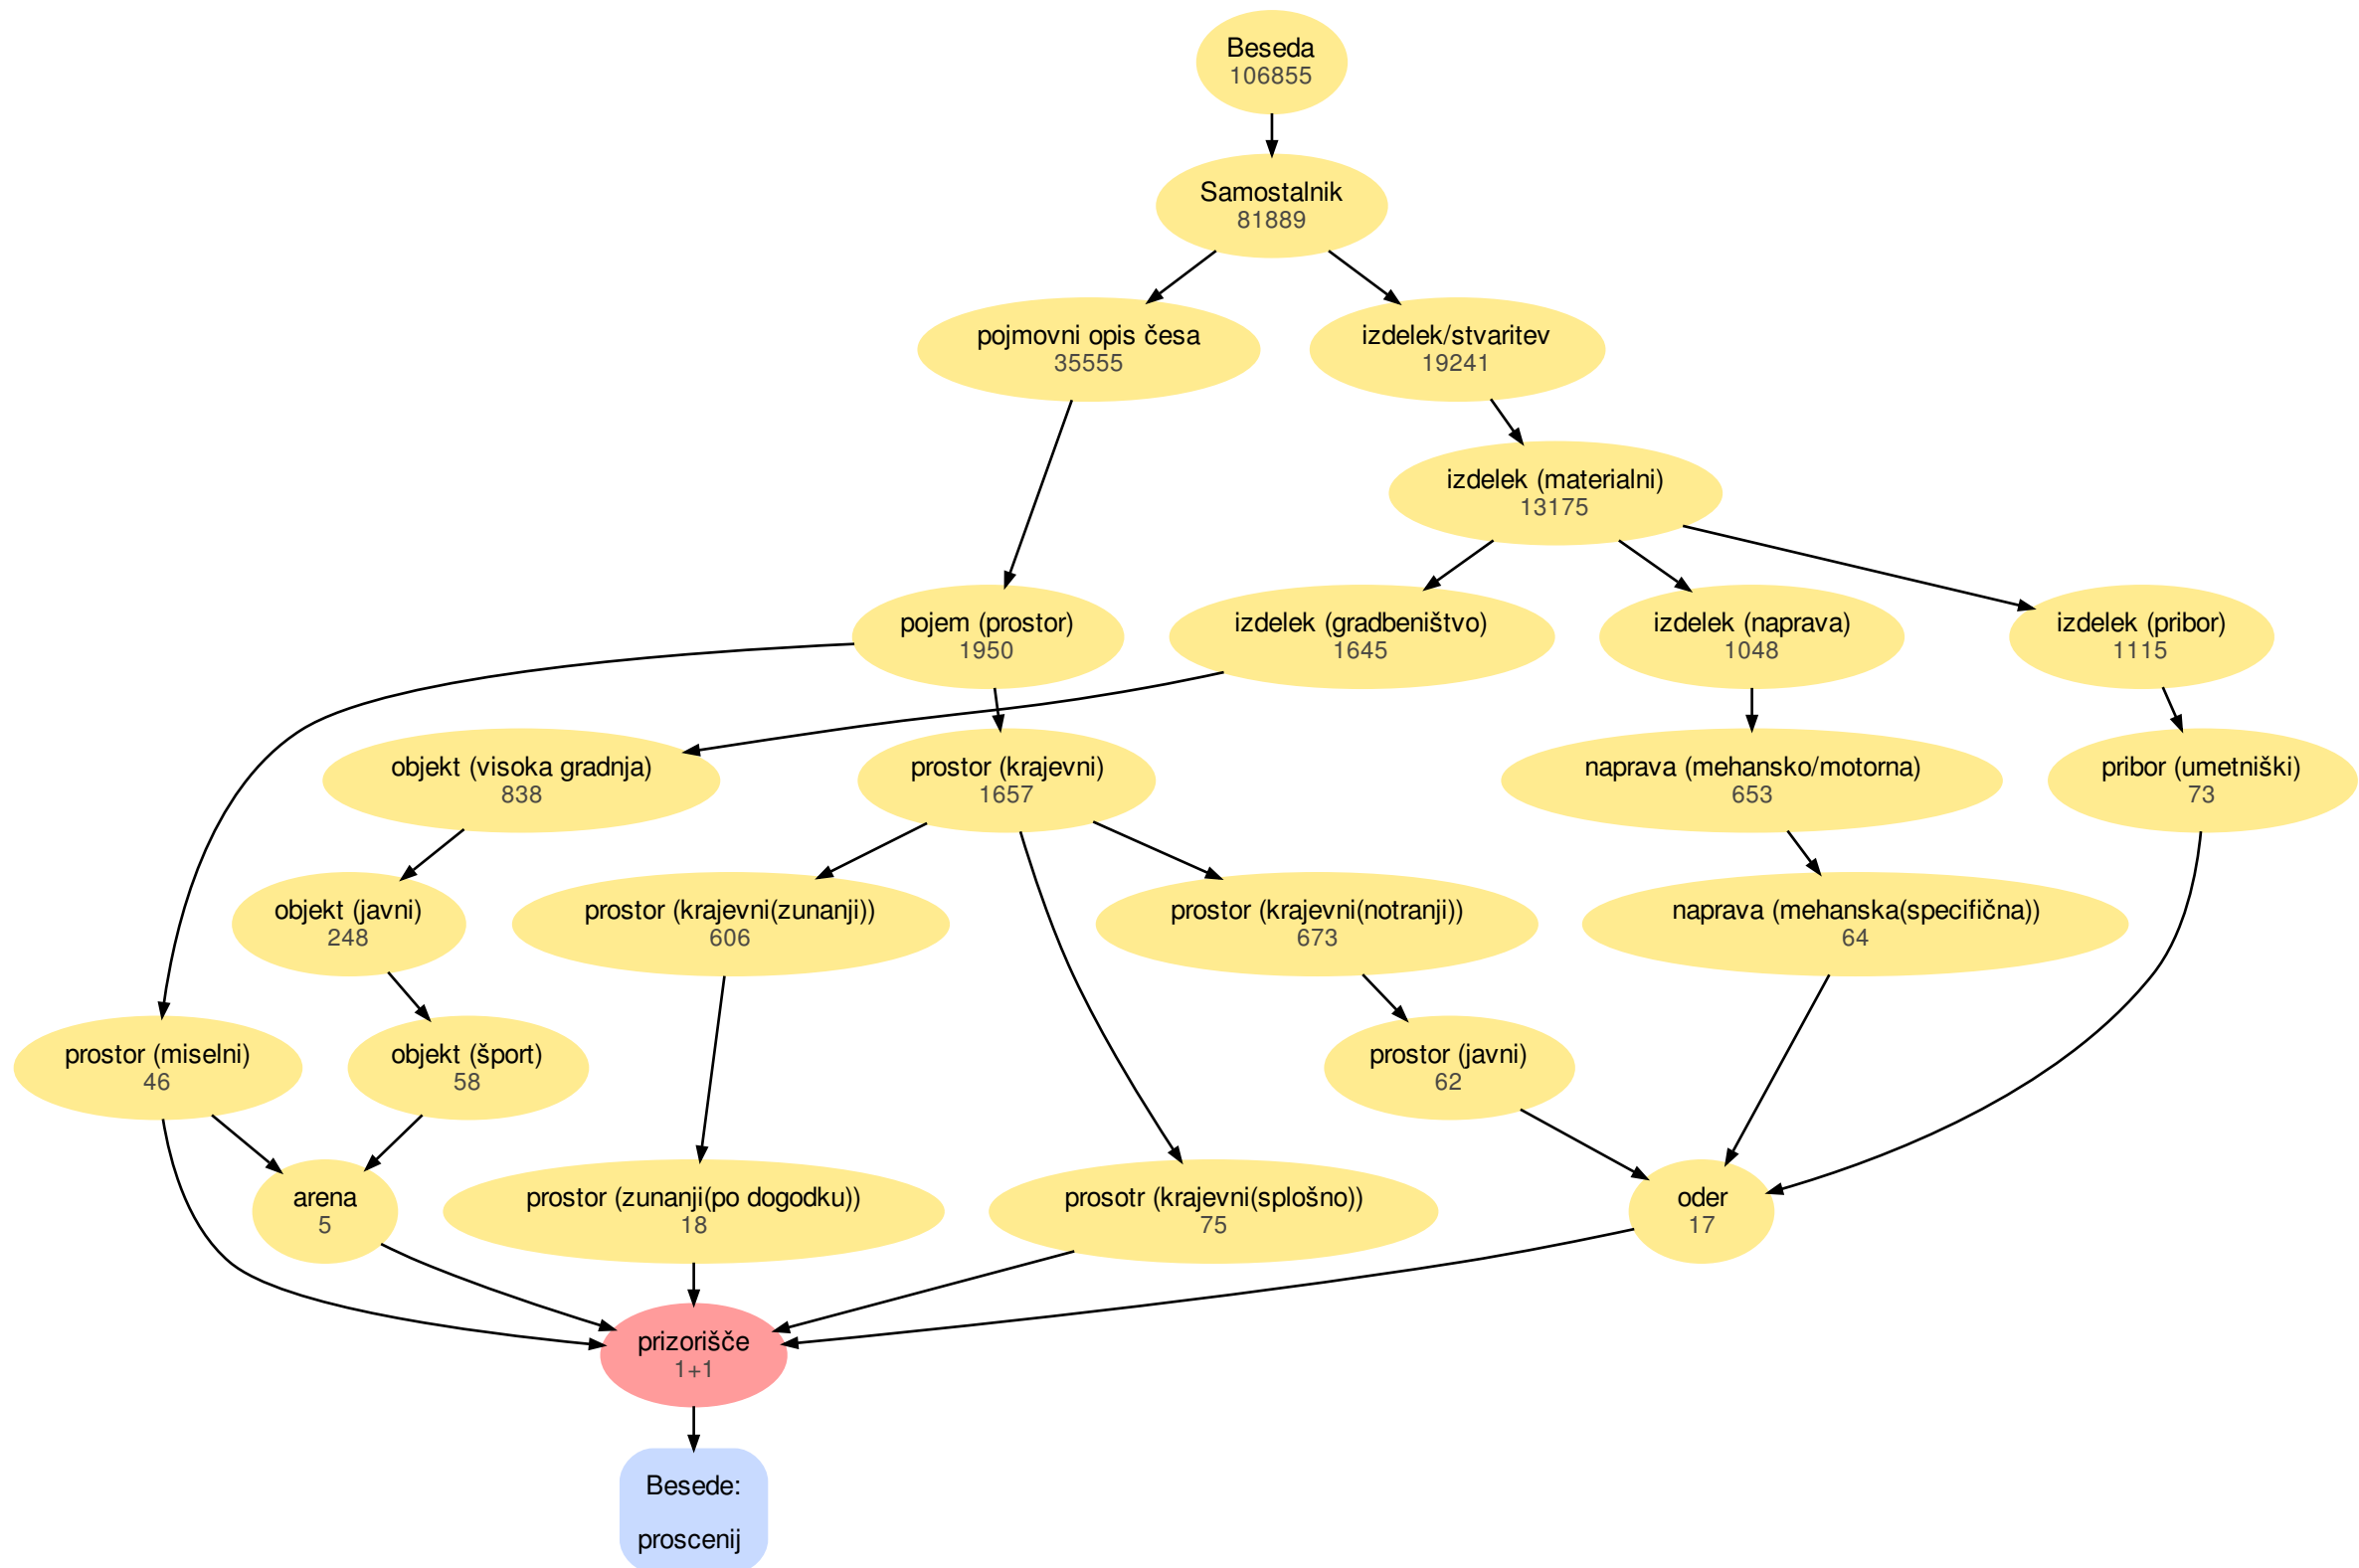 Beseda
106855
Samostalnik
81889
pojmovni opis česa
35555
izdelek/stvaritev
19241
izdelek (materialni)
13175
pojem (prostor)
1950
izdelek (gradbeništvo)
1645
izdelek (naprava)
1048
izdelek (pribor)
1115
objekt (visoka gradnja)
838
prostor (krajevni)
1657
naprava (mehansko/motorna)
653
pribor (umetniški)
73
objekt (javni)
248
prostor (krajevni(zunanji))
606
prostor (krajevni(notranji))
673
naprava (mehanska(specifična))
64
prostor (miselni)
46
objekt (šport)
58
prostor (javni)
62
arena
5
prostor (zunanji(po dogodku))
18
prosotr (krajevni(splošno))
75
oder
17
prizorišče
1+1
Besede:
proscenij